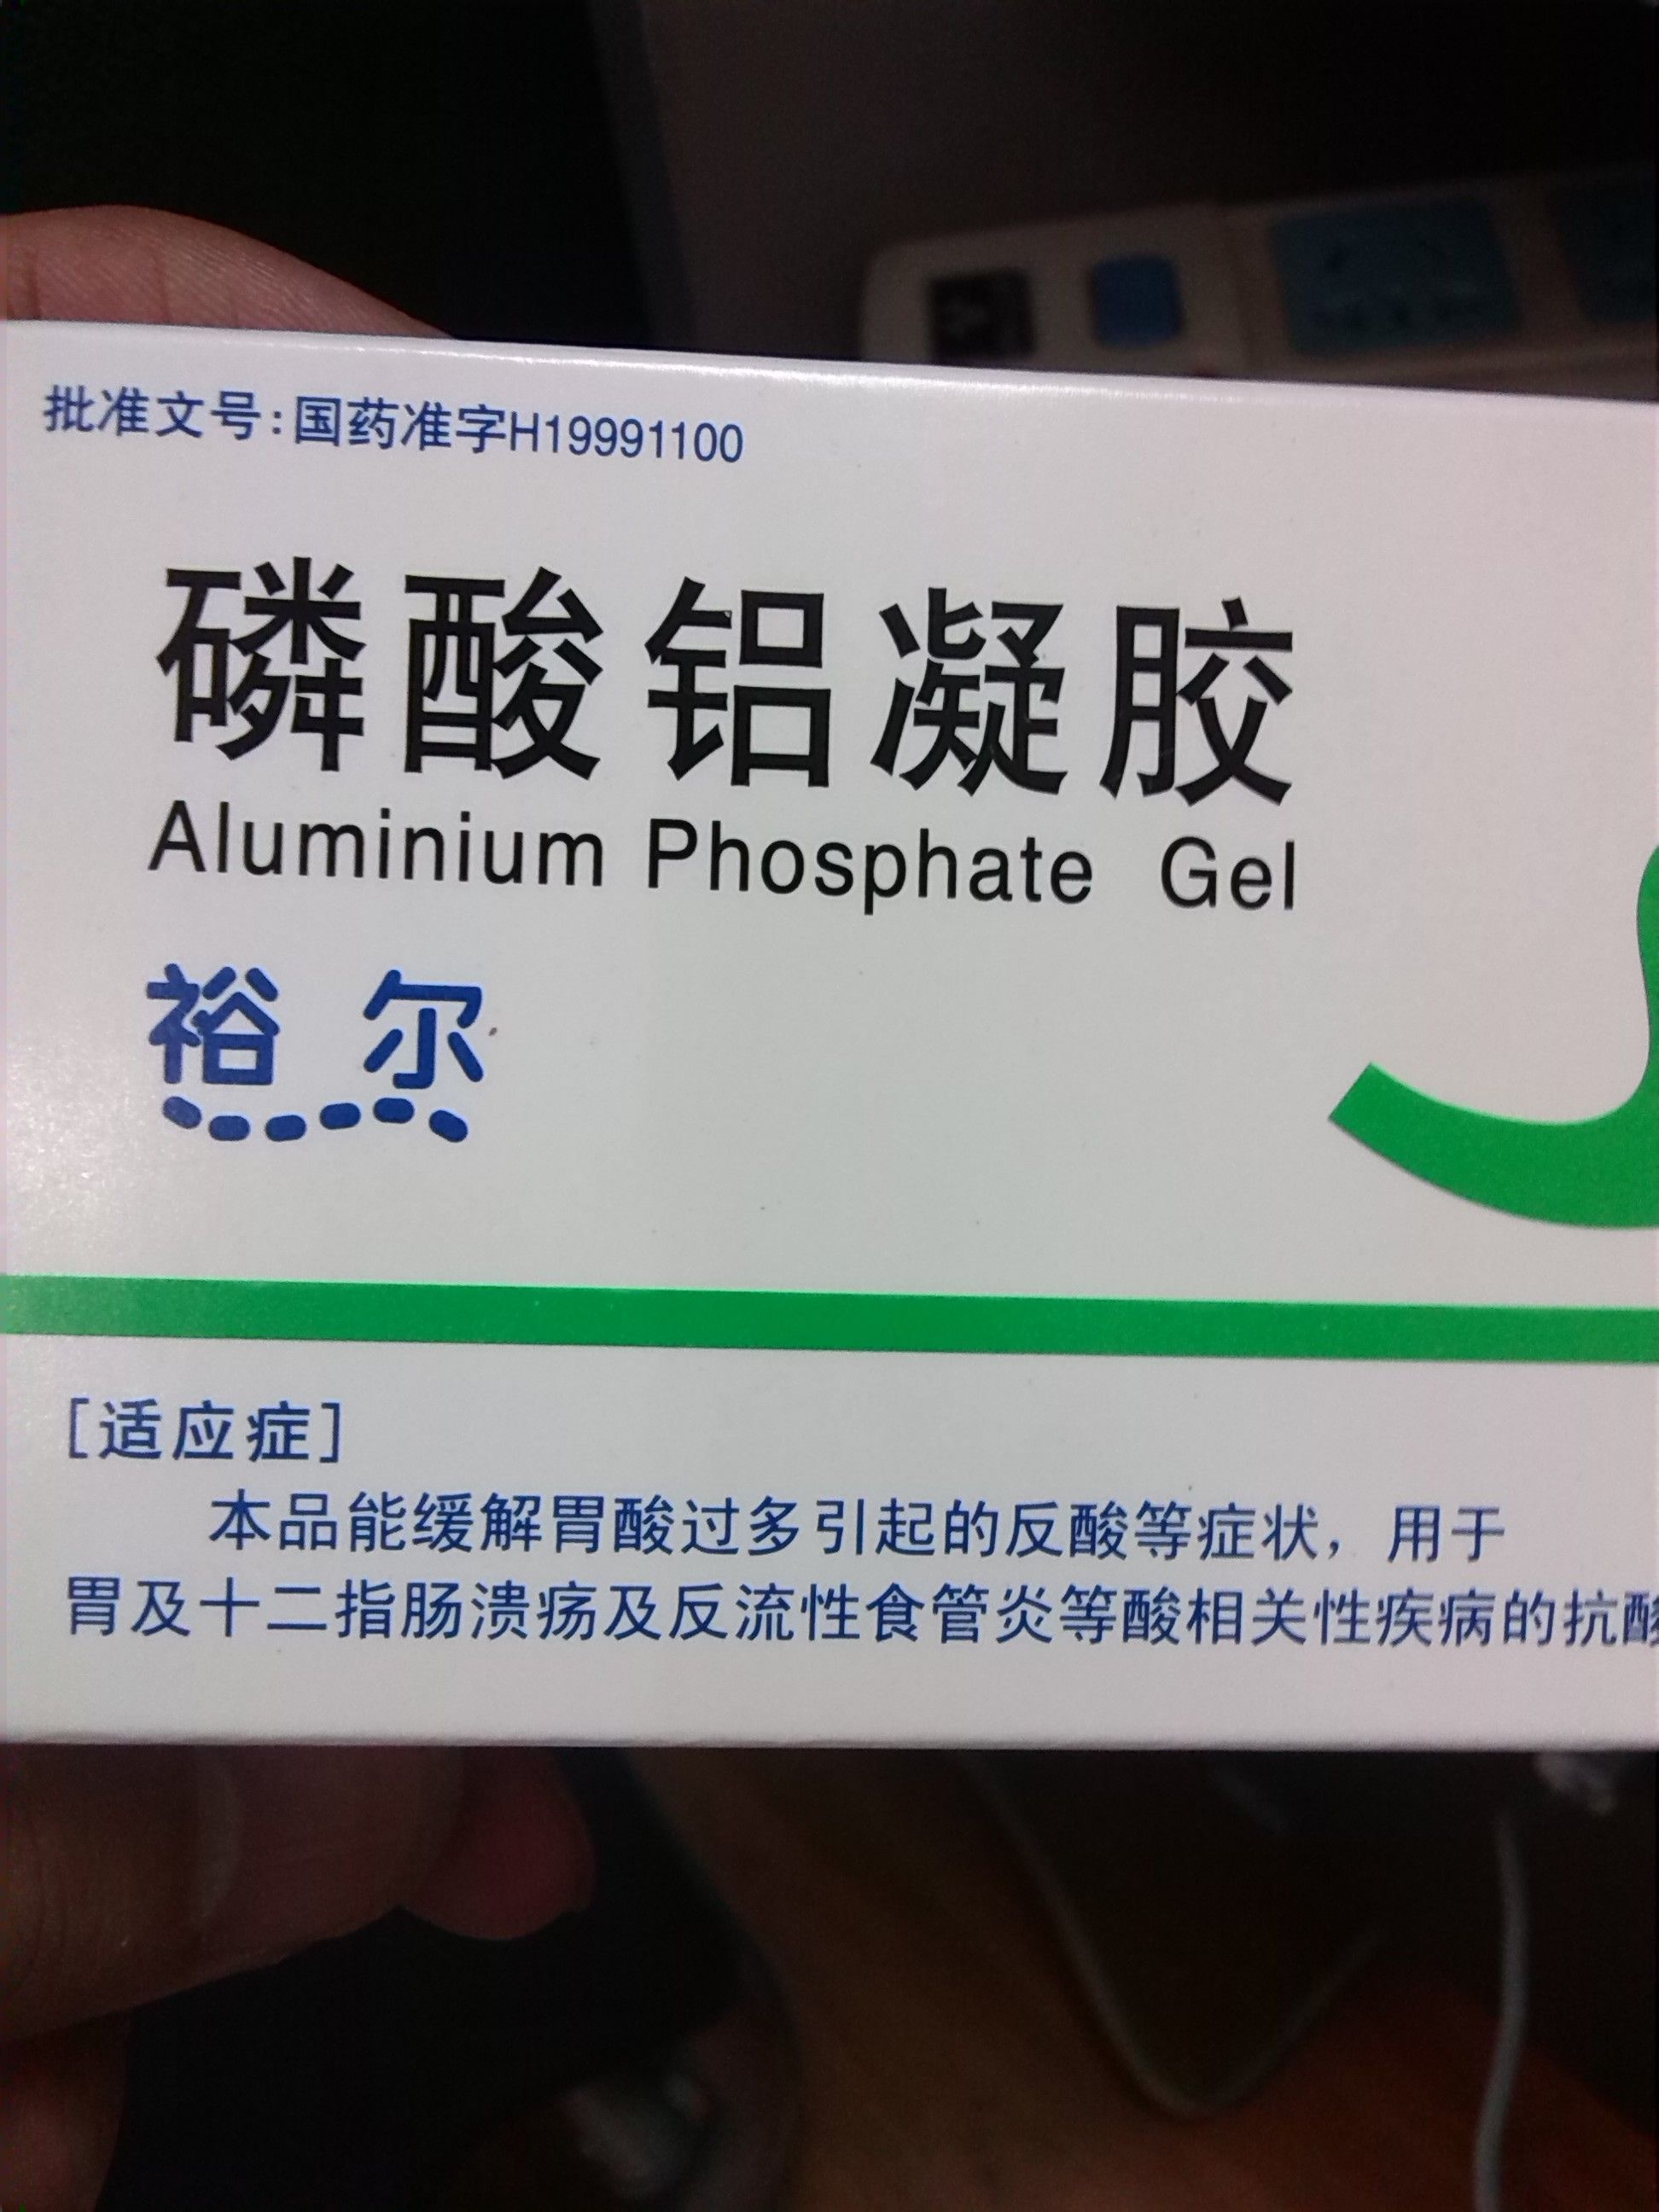 批准文号:国药准字H19991100
磷酸铝凝胶
Aluminium Phosphate Gel
裕尔
[适应症]
本品能缓解胃酸过多引起的反酸等症状，用于
胃及十二指肠溃疡及反流性食管炎等酸相关性疾病的抗酸